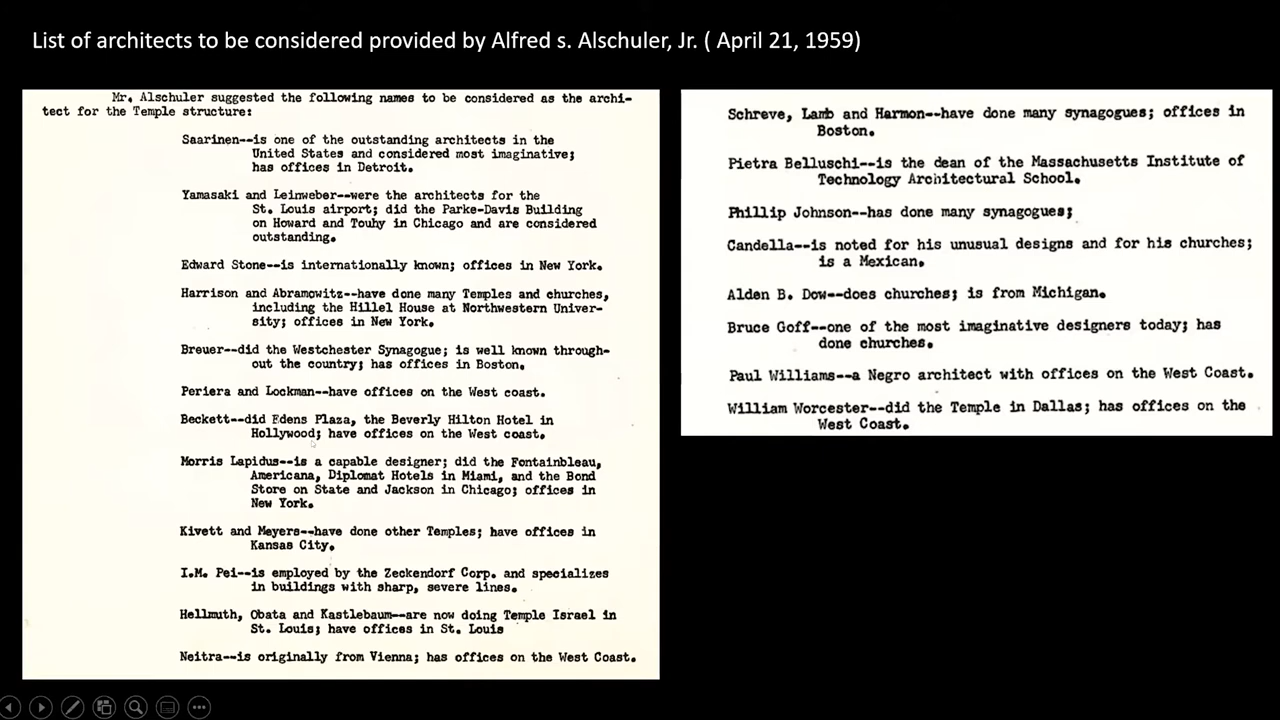 List of architects to be considered provided by Alfred s. Alschuler, Jr. ( April 21, 1959)
Mr. Alschuler suggested the following names to be considered as the archi-
tect for the Temple structure:
Saarinen--is one of the outstanding architects in the
United States and considered most imaginative;
has offices in Detroit.
Yamasaki and Leinweber--were the architects for the
St. Louis airport; did the Parke-Davis Building
on Howard and Touhy in Chicago and are considered
outstanding.
Edward Stone--is internationally known; offices in New York.
Harrison and Abramowitz--have done many Temples and churches,
including the Hillel House at Northwestern Univer-
sity; offices in New York.
Breuer--did the Westchester Synagogue; is well known through-
out the country; has offices in Boston.
Periera and Lockman--have offices on the West coast.
Beckett--did Edens Plaza, the Beverly Hilton Hotel in
Hollywood; have offices on the West coast.
Morris Lapidus--is a capable designer; did the Fontainbleau,
Americana, Diplomat Hotels in Miami, and the Bond
Store on State and Jackson in Chicago; offices in
New York.
Kivett and Meyers--have done other Temples; have offices in
Kansas City.
I.M. Pei--is employed by the Zeckendorf Corp. and specializes
in buildings with sharp, severe lines.
Hellmuth, Obata and Kastlebaum--are now doing Temple Israel in
St. Louis; have offices in St. Louis
Neitra--is originally from Vienna; has offices on the West Coast.
Schreve, Lamb and Harmon--have done many synagogues; offices in
Boston.
Pietra Belluschi--is the dean of the Massachusetts Institute of
Technology Architectural School.
Phillip Johnson--has done many synagogues;
Candella--is noted for his unusual designs and for his churches;
is a Mexican.
Alden B. Dow--does churches; is from Michigan.
Bruce Goff--one of the most imaginative designers today; has
done churches.
Paul Williams--a Negro architect with offices on the West Coast.
William Worcester--did the Temple in Dallas; has offices on the
West Coast.